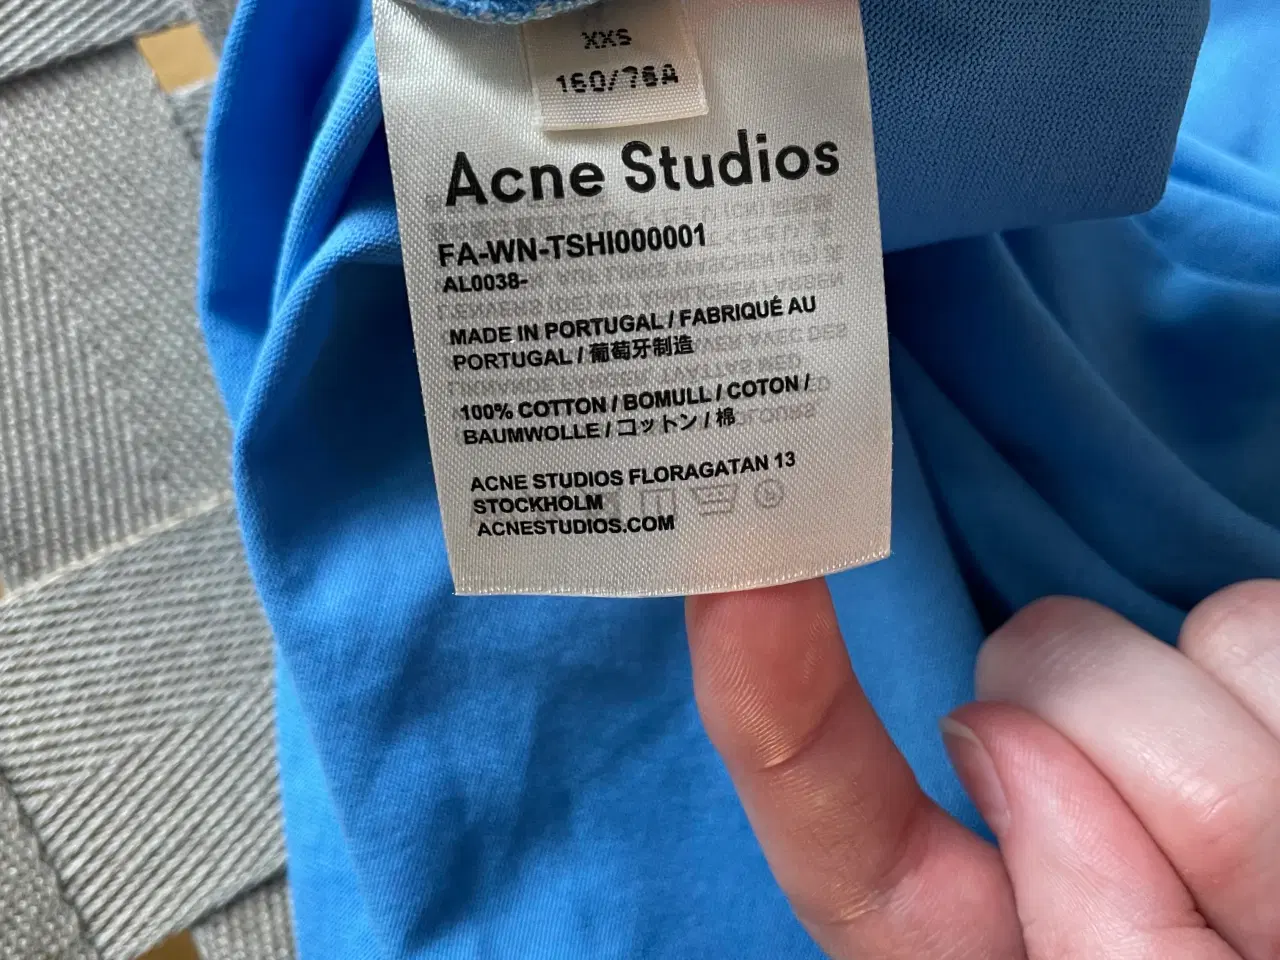 XXS
160/76A
Acne Studios
FA-WN-TSHI000001
AL0038-
MADE IN PORTUGAL / FABRIQUÉ AU
PORTUGAL / 葡萄牙制造
100% COTTON / BOMULL / COTON /
BAUMWOLLE / コットン / 棉
ACNE STUDIOS FLORAGATAN 13
STOCKHOLM
ACNESTUDIOS.COM